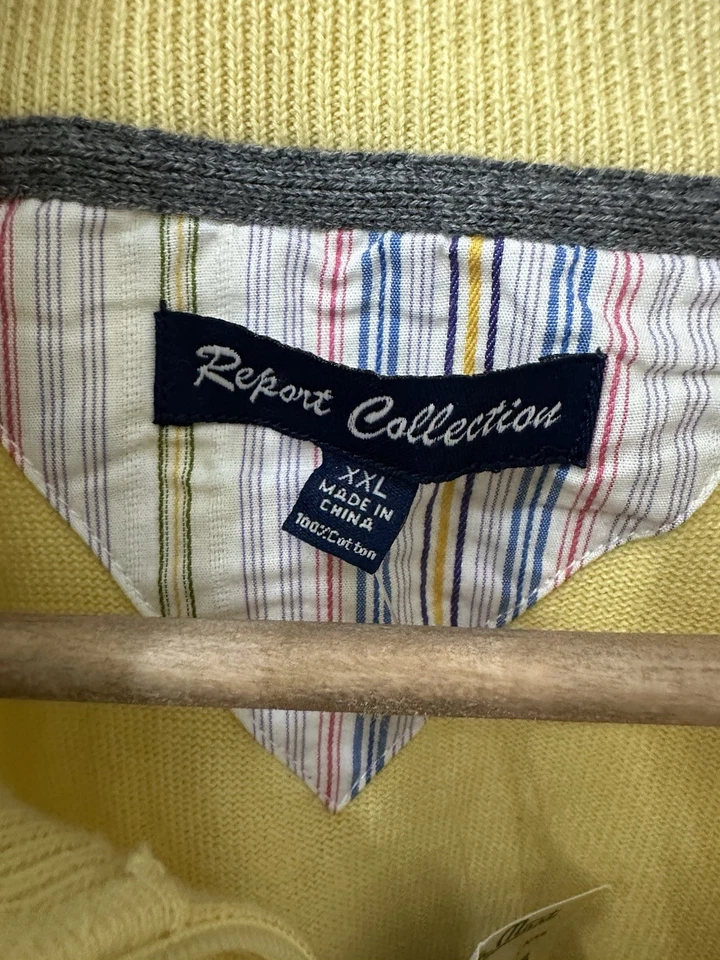 Report Collection
XXL
MADE IN
CHINA
100%Cotton